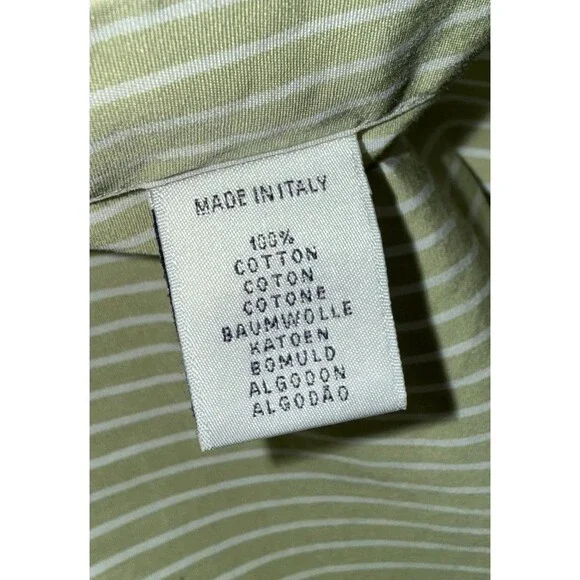 MADE IN ITALY
100%
COTTON
COTON
COTONE
BAUMWOLLE
KATOEN
BOMULD
ALGODON
ALGODÃO